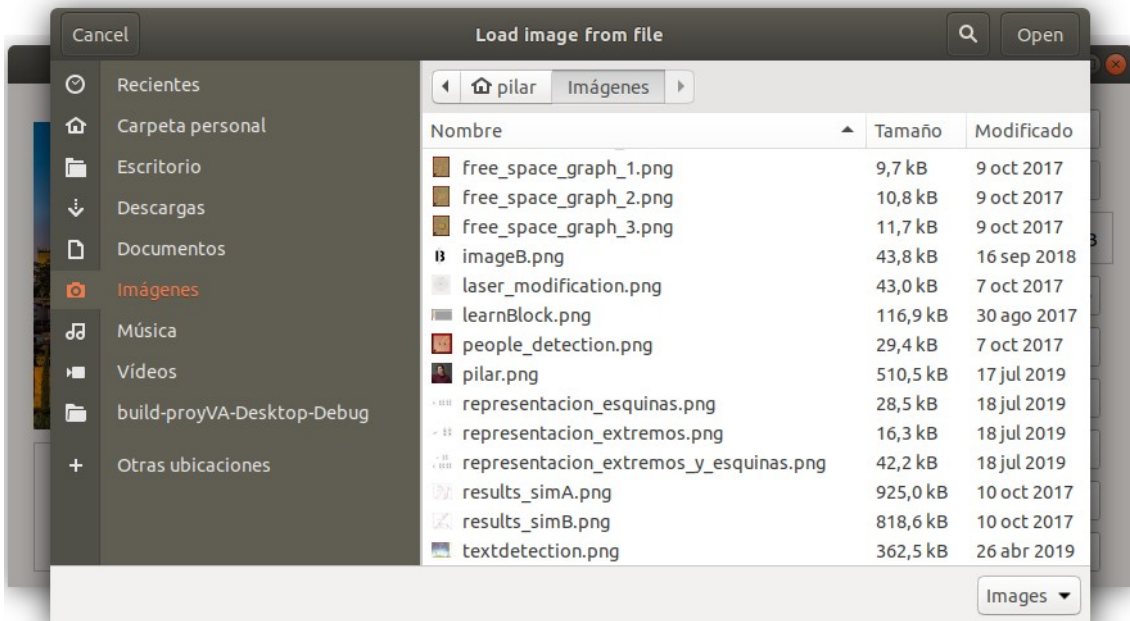 Cancel
Load image from file
Open
Recientes
Carpeta personal
Escritorio
Descargas
Documentos
Imágenes
Música
Vídeos
build-proyVA-Desktop-Debug
Otras ubicaciones
pilar Imágenes
Nombre Tamaño Modificado
free_space_graph_1.png 9,7 kB 9 oct 2017
free_space_graph_2.png 10,8 kB 9 oct 2017
free_space_graph_3.png 11,7 kB 9 oct 2017
imageB.png 43,8 kB 16 sep 2018
laser_modification.png 43,0 kB 7 oct 2017
learnBlock.png 116,9 kB 30 ago 2017
people_detection.png 29,4 kB 7 oct 2017
pilar.png 510,5 kB 17 jul 2019
representacion_esquinas.png 28,5 kB 18 jul 2019
representacion_extremos.png 16,3 kB 18 jul 2019
representacion_extremos_y_esquinas.png 42,2 kB 18 jul 2019
results_simA.png 925,0 kB 10 oct 2017
results_simB.png 818,6 kB 10 oct 2017
textdetection.png 362,5 kB 26 abr 2019
Images